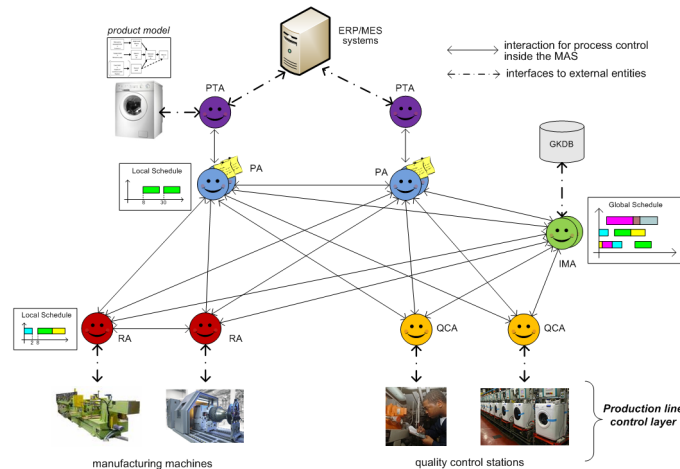 product model
ERP/MES
systems
interaction for process control
inside the MAS
interfaces to external entities
PTA
PTA
GKDB
Local Schedule
8
30
PA
PA
Global Schedule
IMA
Local Schedule
2
8
RA
RA
QCA
QCA
Production line
control layer
manufacturing machines
quality control stations